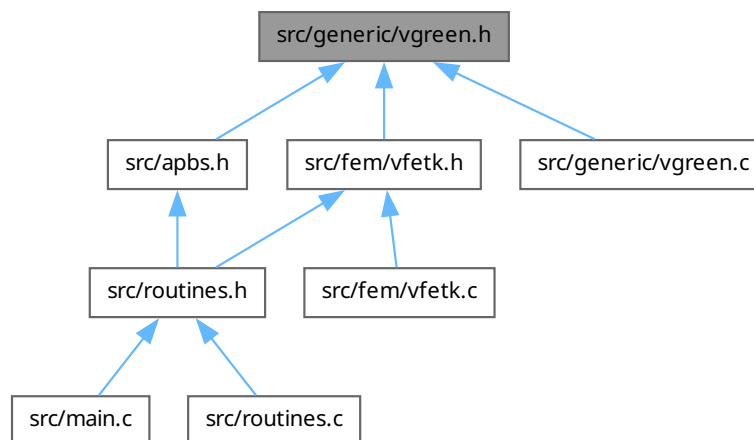 src/generic/vgreen.h
src/apbs.h
src/fem/vfetk.h
src/generic/vgreen.c
src/routines.h
src/fem/vfetk.c
src/main.c
src/routines.c